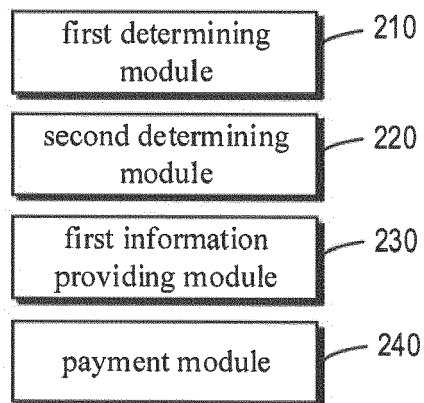 first determining
module
210
second determining
module
220
first information
providing module
230
payment module
240